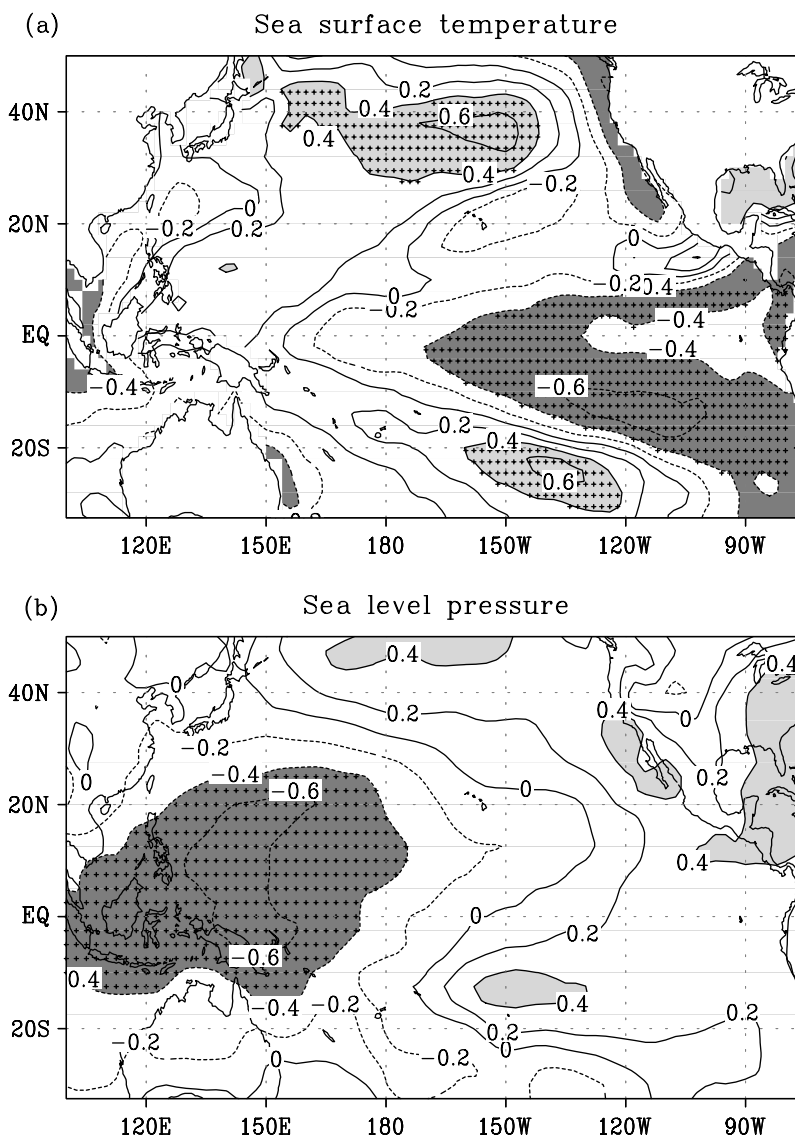 (a) Sea surface temperature
0.2
40N
0.4 0.6
0.4
0.4
−0.2
0
20N −0.2 0.2
0
−0.2 0.4
0
−0.2
−0.4
EQ
−0.4
−0.4 −0.6
0.2
0.4
20S
0.6
120E 150E 180 150W 120W 90W
(b) Sea level pressure
0.4 0.4
0
40N
0.2 0.4 0
−0.2
−0.4 0.2
0 −0.6 0
20N
0.4
EQ 0
0.2
−0.6
0.4
−0.4 −0.2 0.4
0.2
20S 0.2
−0.2 0
0 −0.2
0
120E 150E 180 150W 120W 90W